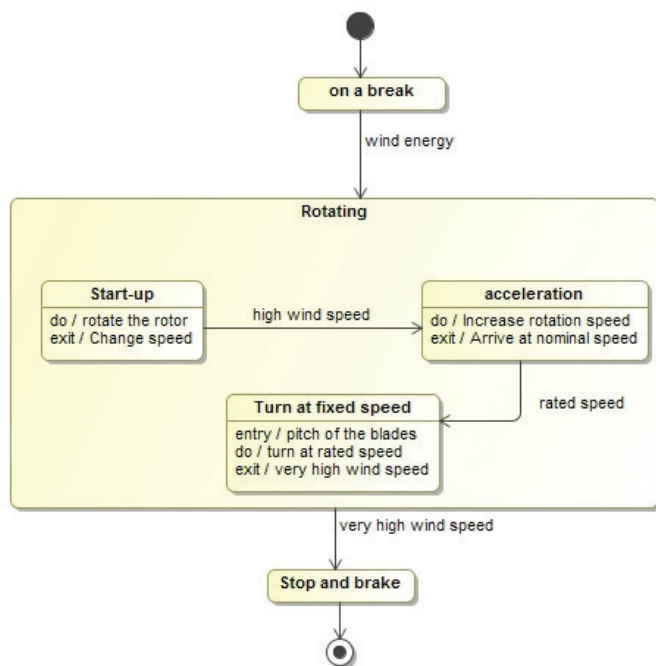 on a break
wind energy
Rotating
Start-up
do / rotate the rotor
exit / Change speed
high wind speed
acceleration
do / Increase rotation speed
exit / Arrive at nominal speed
rated speed
Turn at fixed speed
entry / pitch of the blades
do / turn at rated speed
exit / very high wind speed
very high wind speed
Stop and brake